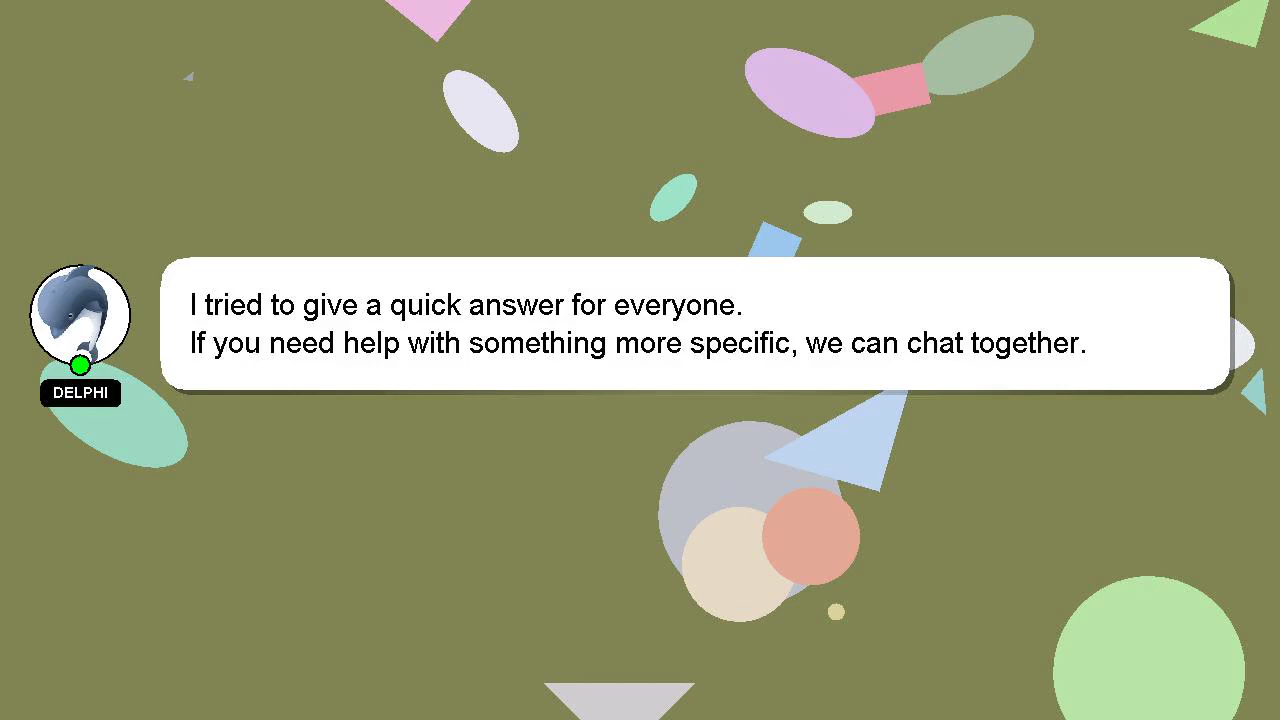 I tried to give a quick answer for everyone.
If you need help with something more specific, we can chat together.
DELPHI